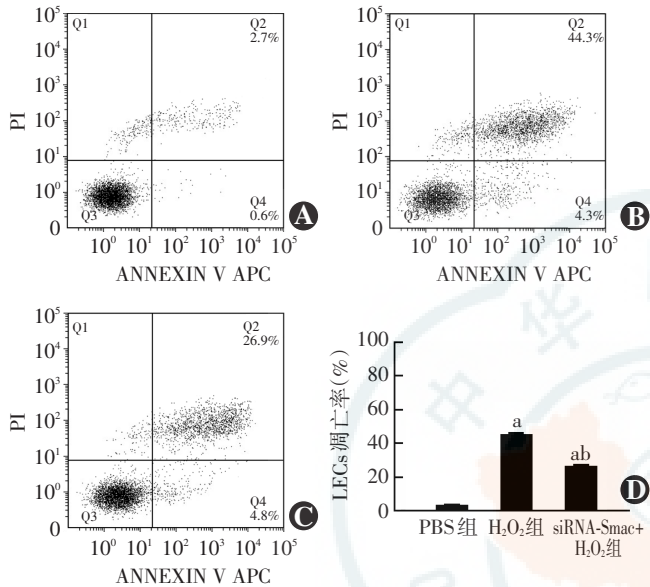 Q1
Q2
2.7%
10⁵
10⁴
10³
10²
10¹
10⁰
0
PI
Q3
Q4
0.6%
A
10⁰ 10¹ 10² 10³ 10⁴ 10⁵
ANNEXIN V APC
Q1
Q2
44.3%
10⁵
10⁴
10³
10²
10¹
10¹
0
PI
Q3
Q4
4.3%
B
10⁰ 10¹ 10² 10³ 10⁴ 10⁵
ANNEXIN V APC
Q1
Q2
26.9%
10⁵
10⁴
10³
10²
10¹
10⁰
0
PI
Q3
Q4
4.8%
C
10⁰ 10¹ 10² 10³ 10⁴ 10⁵
ANNEXIN V APC
LECs凋亡率(%)
100
80
60
40
20
0
a
ab
D
PBS组 H₂O₂组 siRNA-Smac+
H₂O₂组
中 华